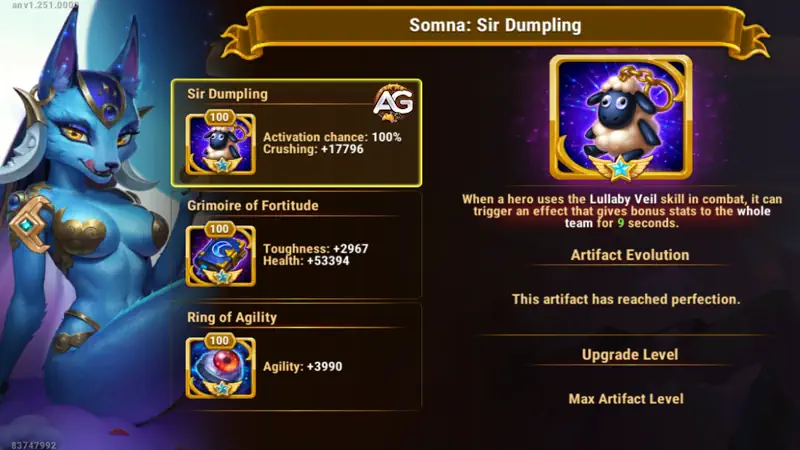 anv1.251.000
Somna: Sir Dumpling
Sir Dumpling
AG
100
Activation chance: 100%
Crushing: +17796
Grimoire of Fortitude
100
Toughness: +2967
Health: +53394
Ring of Agility
100
Agility: +3990
When a hero uses the Lullaby Veil skill in combat, it can
trigger an effect that gives bonus stats to the whole
team for 9 seconds.
Artifact Evolution
This artifact has reached perfection.
Upgrade Level
Max Artifact Level
83747992